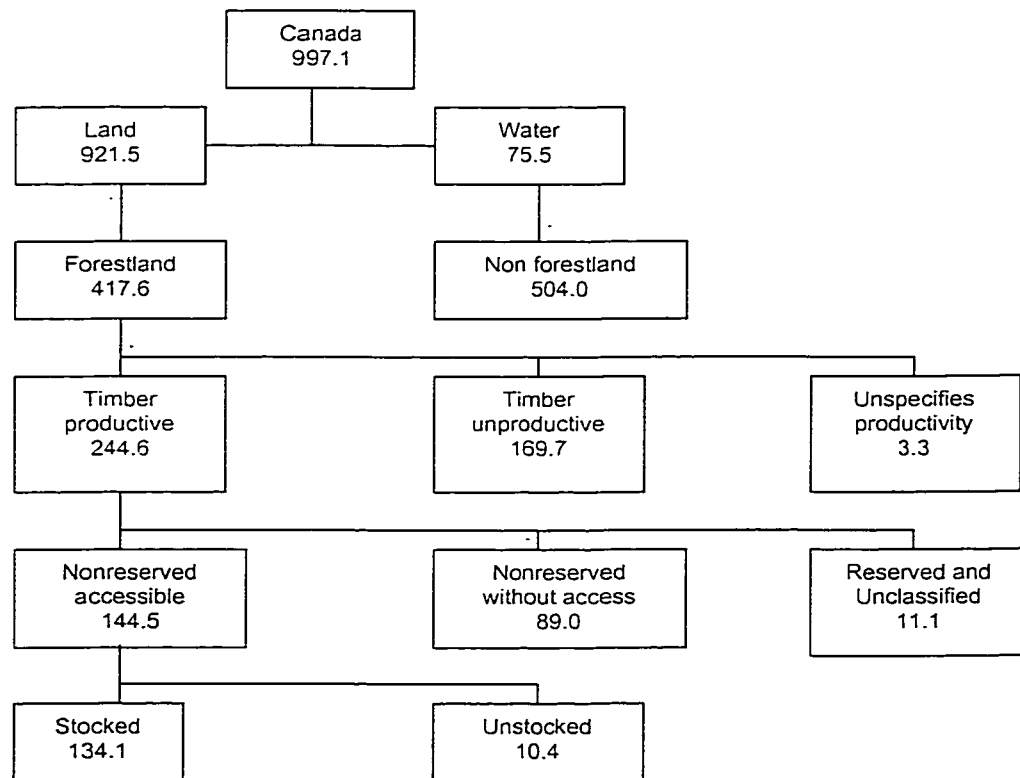 Canada
997.1
Land
921.5
Water
75.5
Forestland
417.6
Non forestland
504.0
Timber
productive
244.6
Timber
unproductive
169.7
Unspecifies
productivity
3.3
Nonreserved
accessible
144.5
Nonreserved
without access
89.0
Reserved and
Unclassified
11.1
Stocked
134.1
Unstocked
10.4